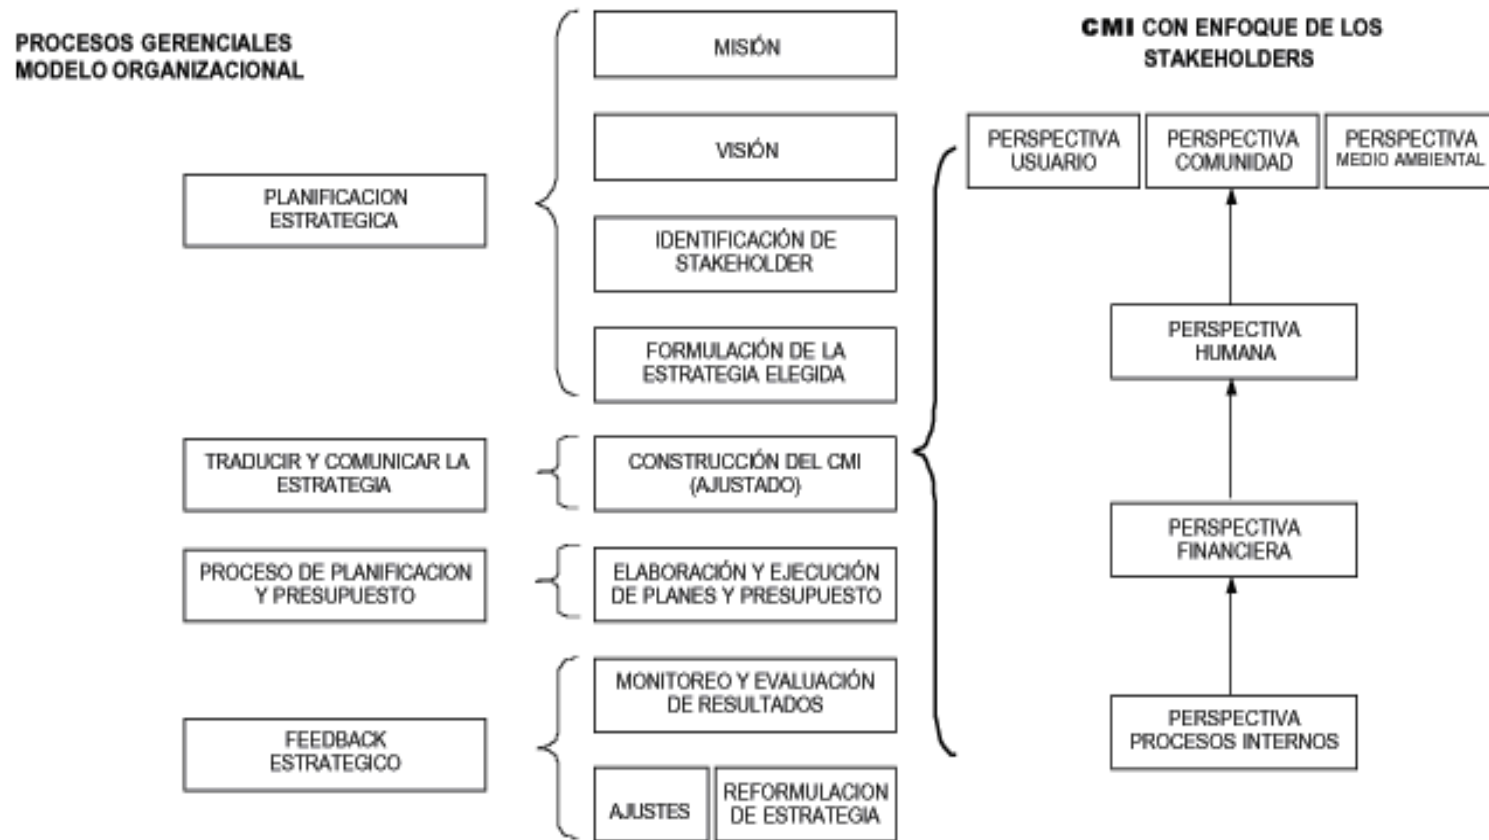 PROCESOS GERENCIALES
MODELO ORGANIZACIONAL
PLANIFICACION
ESTRATEGICA
TRADUCIR Y COMUNICAR LA
ESTRATEGIA
PROCESO DE PLANIFICACION
Y PRESUPUESTO
FEEDBACK
ESTRATEGICO
MISIÓN
VISIÓN
IDENTIFICACIÓN DE
STAKEHOLDER
FORMULACIÓN DE LA
ESTRATEGIA ELEGIDA
CONSTRUCCIÓN DEL CMI
(AJUSTADO)
ELABORACIÓN Y EJECUCIÓN
DE PLANES Y PRESUPUESTO
MONITOREO Y EVALUACIÓN
DE RESULTADOS
AJUSTES
REFORMULACION
DE ESTRATEGIA
CMI CON ENFOQUE DE LOS
STAKEHOLDERS
PERSPECTIVA
USUARIO
PERSPECTIVA
COMUNIDAD
PERSPECTIVA
MEDIO AMBIENTAL
PERSPECTIVA
HUMANA
PERSPECTIVA
FINANCIERA
PERSPECTIVA
PROCESOS INTERNOS